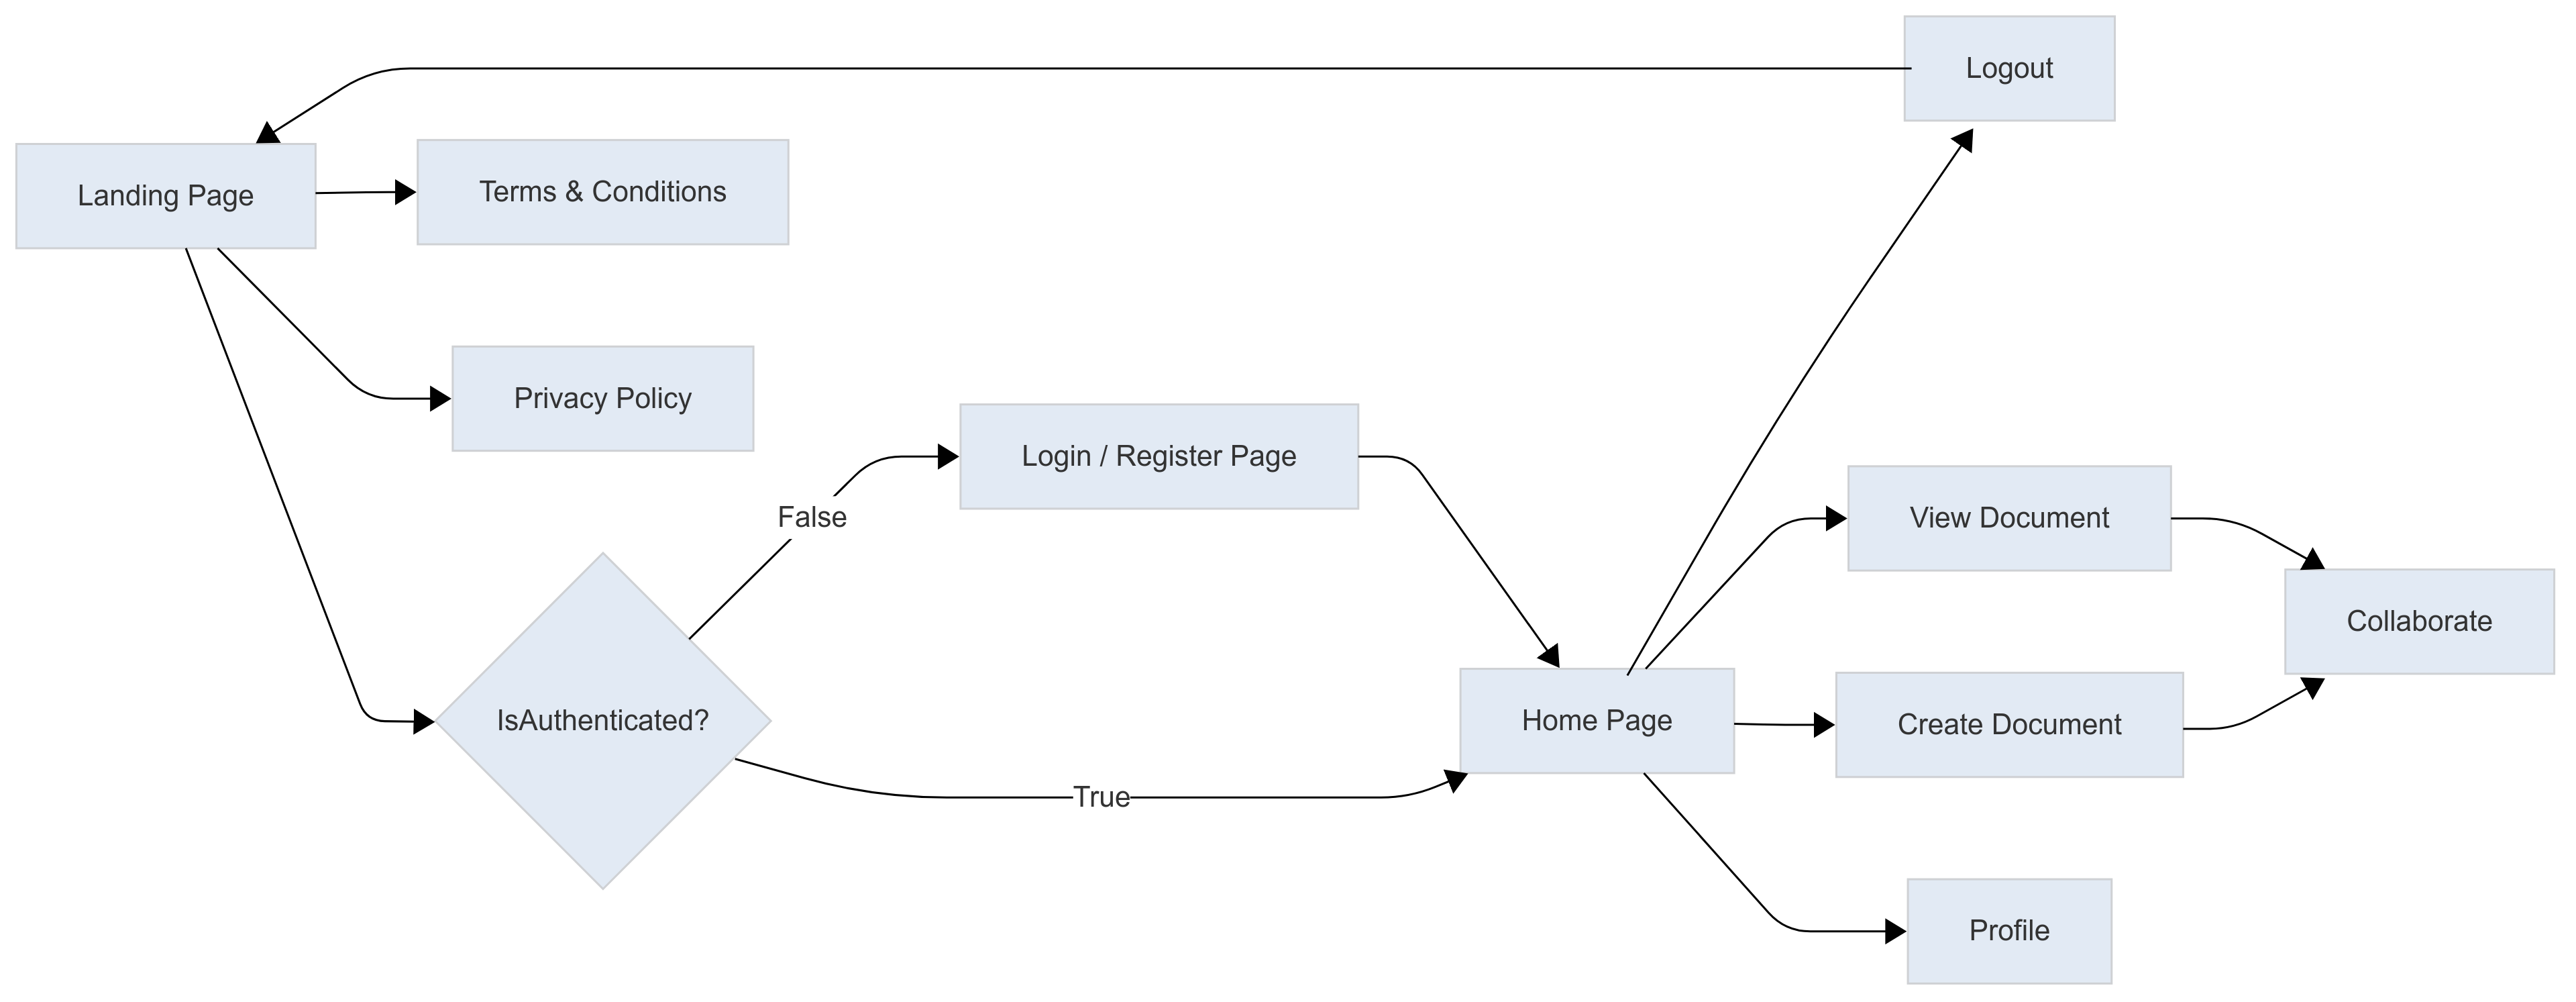 Logout
Landing Page
Terms & Conditions
Privacy Policy
Login / Register Page
False
View Document
Collaborate
IsAuthenticated?
Home Page
Create Document
True
Profile